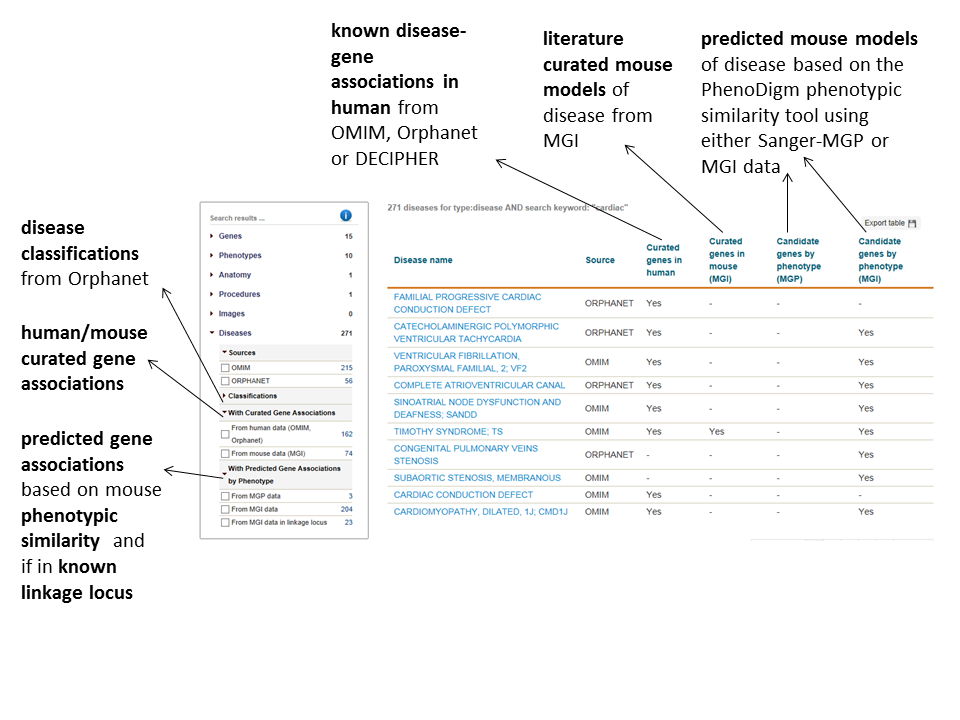 known disease-
gene
associations in
human from
OMIM, Orphanet
or DECIPHER
literature
curated mouse
models of
disease from
MGI
predicted mouse models
of disease based on the
PhenoDigm phenotypic
similarity tool using
either Sanger-MGP or
MGI data
disease
classifications
from Orphanet
human/mouse
curated gene
associations
predicted gene
associations
based on mouse
phenotypic
similarity and
if in known
linkage locus
Search results ... i
Genes 15
Phenotypes 10
Anatomy 1
Procedures 1
Images 0
Diseases 271
Sources
OMIM 215
ORPHANET 56
Classifications
With Curated Gene Associations
From human data (OMIM,
Orphanet) 162
From mouse data (MGI) 74
With Predicted Gene Associations
by Phenotype
From MGP data 3
From MGI data 204
From MGI data in linkage locus 23
271 diseases for type:disease AND search keyword: "cardiac"
Export table
Disease name
Source
Curated
genes in
human
Curated
genes in
mouse
(MGI)
Candidate
genes by
phenotype
(MGP)
Candidate
genes by
phenotype
(MGI)
FAMILIAL PROGRESSIVE CARDIAC
CONDUCTION DEFECT ORPHANET Yes - - -
CATECHOLAMINERGIC POLYMORPHIC
VENTRICULAR TACHYCARDIA ORPHANET Yes - - Yes
VENTRICULAR FIBRILLATION,
PAROXYSMAL FAMILIAL, 2; VF2 OMIM Yes - - Yes
COMPLETE ATRIOVENTRICULAR CANAL ORPHANET Yes - - Yes
SINOATRIAL NODE DYSFUNCTION AND
DEAFNESS; SANDD OMIM Yes - - Yes
TIMOTHY SYNDROME; TS OMIM Yes Yes - Yes
CONGENITAL PULMONARY VEINS
STENOSIS ORPHANET - - - Yes
SUBAORTIC STENOSIS, MEMBRANOUS OMIM - - - Yes
CARDIAC CONDUCTION DEFECT OMIM Yes - - -
CARDIOMYOPATHY, DILATED, 1J; CMD1J OMIM Yes - - Yes